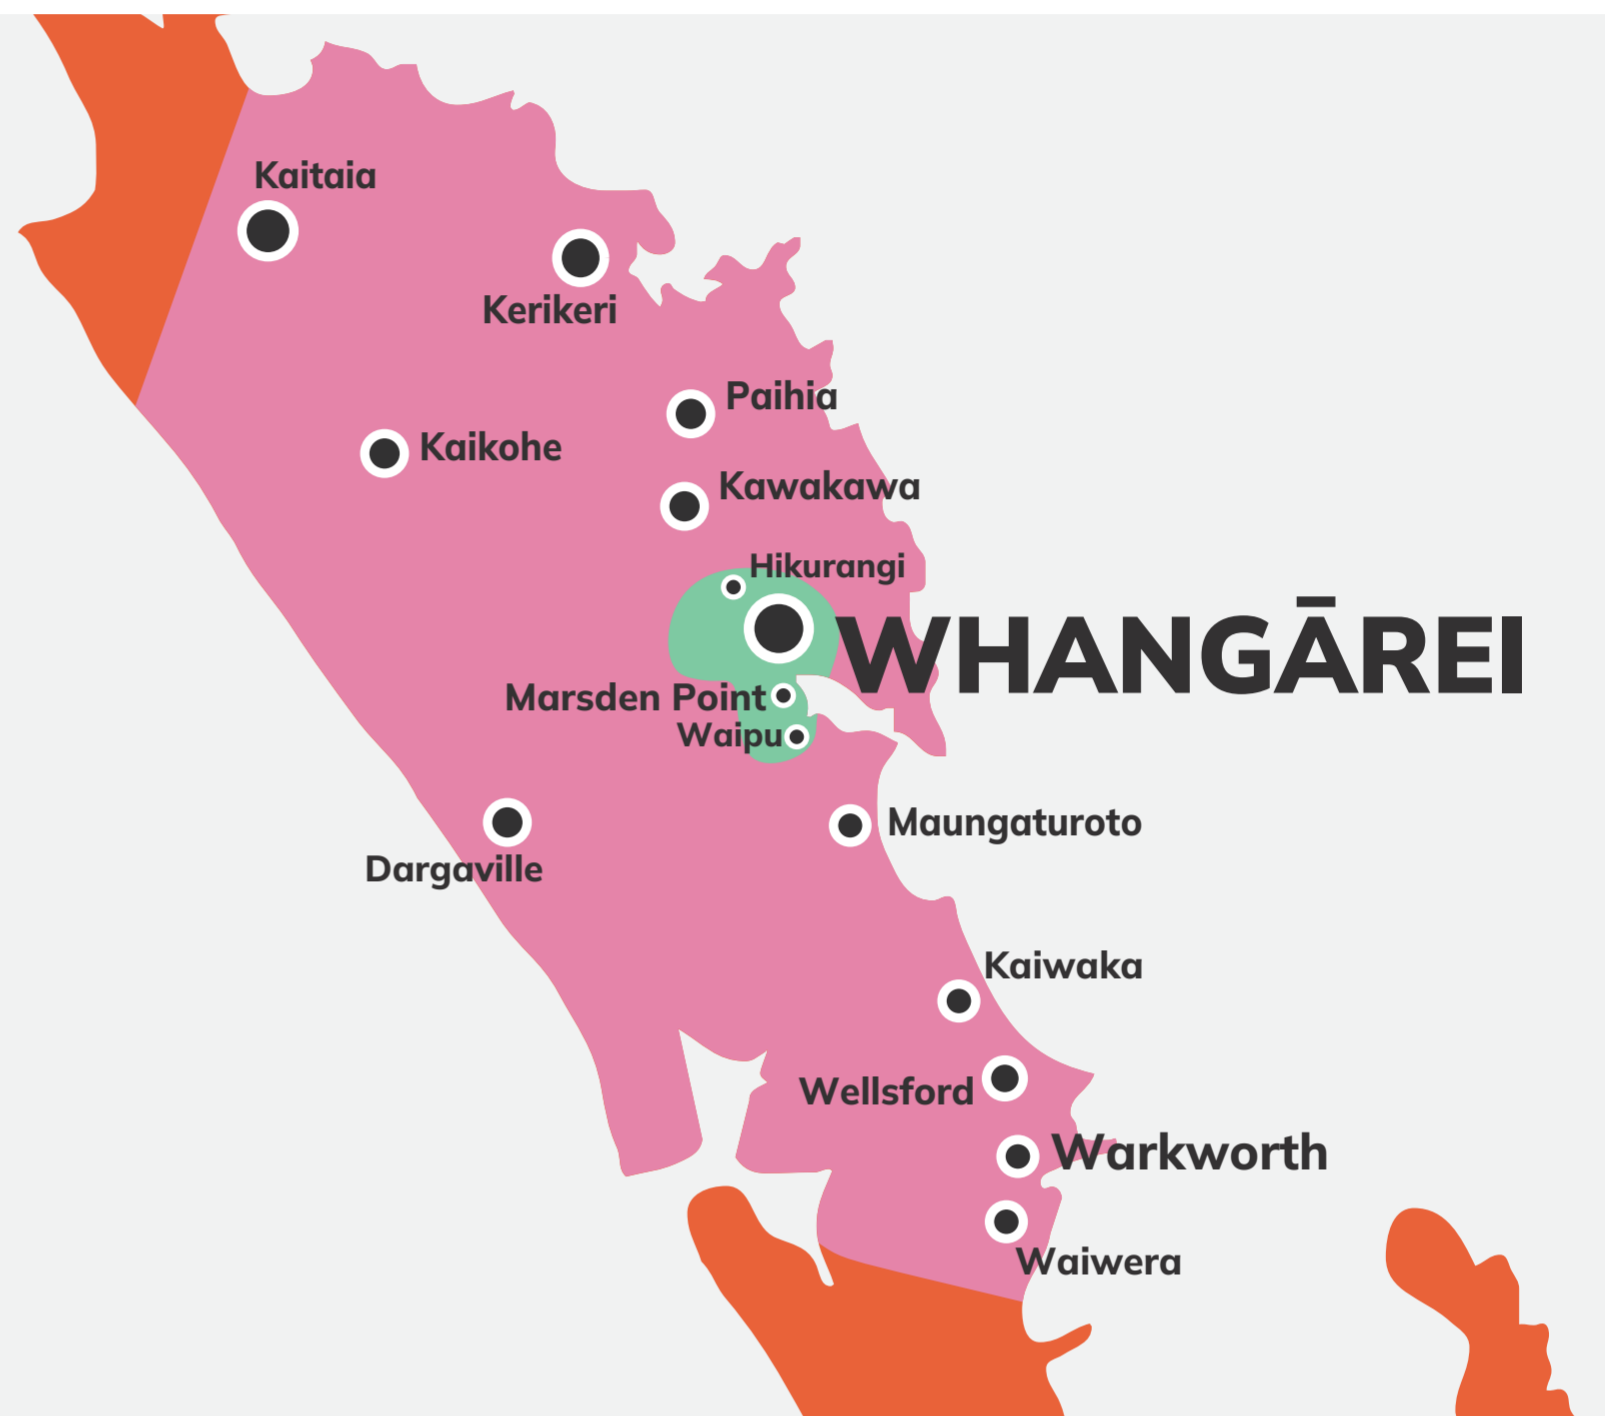 Kaitaia
Kerikeri
Paihia
Kaikohe
Kawakawa
Hikurangi
WHANGĀREI
Marsden Point
Waipu
Maungaturoto
Dargaville
Kaiwaka
Wellsford
Warkworth
Waiwera